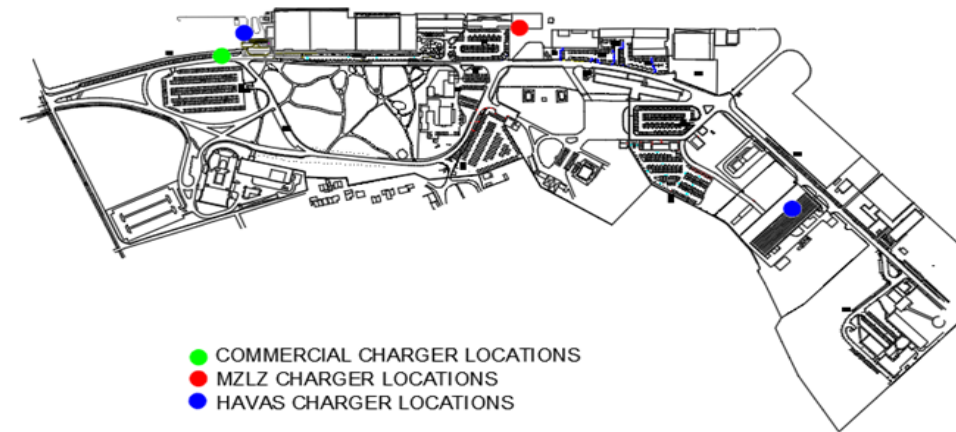 COMMERCIAL CHARGER LOCATIONS
MZLZ CHARGER LOCATIONS
HAVAS CHARGER LOCATIONS